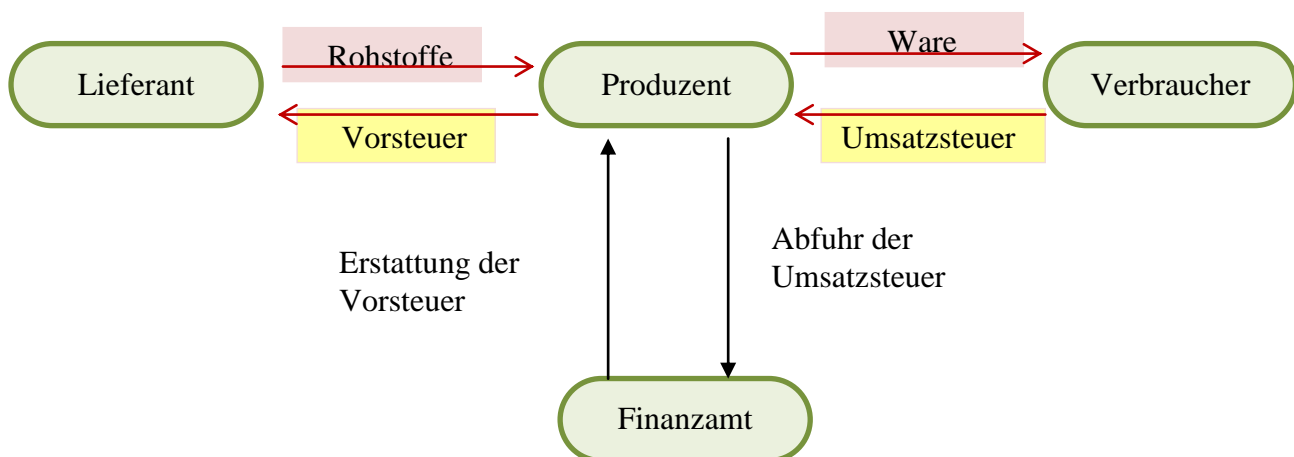 Rohstoffe
Ware
Lieferant
Produzent
Verbraucher
Vorsteuer
Umsatzsteuer
Erstattung der
Vorsteuer
Abfuhr der
Umsatzsteuer
Finanzamt